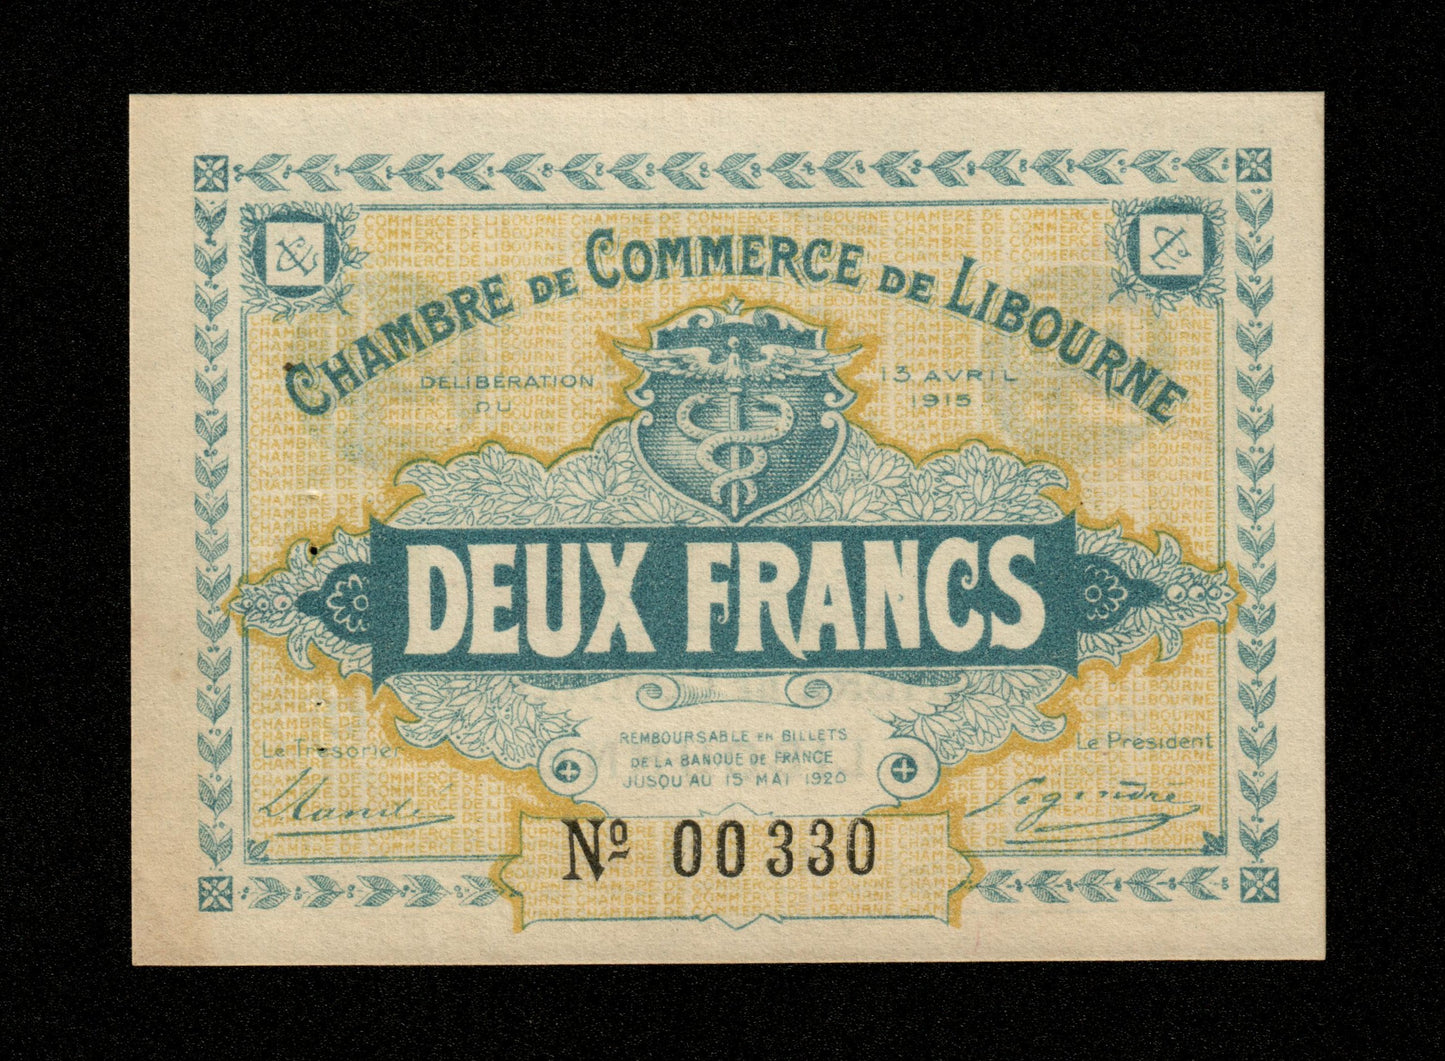 CHAMBRE DE COMMERCE DE LIBOURNE
DELIBERATION
DU
13 AVRIL
1915
DEUX FRANCS
REMBOURSABLE EN BILLETS
DE LA BANQUE DE FRANCE
JUSQU'AU 15 MAI 1920
Le Trésorier
Le Président
Nº 00330